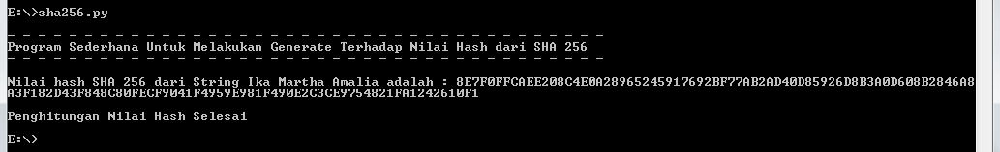 E:\>sha256.py
- - - - - - - - - - - - - - - - - - - - - - - - - - - - - - - - - - - - - - -
Program Sederhana Untuk Melakukan Generate Terhadap Nilai Hash dari SHA 256
- - - - - - - - - - - - - - - - - - - - - - - - - - - - - - - - - - - - - - -
Nilai hash SHA 256 dari String Ika Martha Amalia adalah : 8E7F0FFCAEE208C4E0A28965245917692BF77AB2AD40D85926D8B3A0D608B2846A8
A3F182D43F848C80FECF9041F4959E981F490E2C3CE9754821FA1242610F1
Penghitungan Nilai Hash Selesai
E:\>